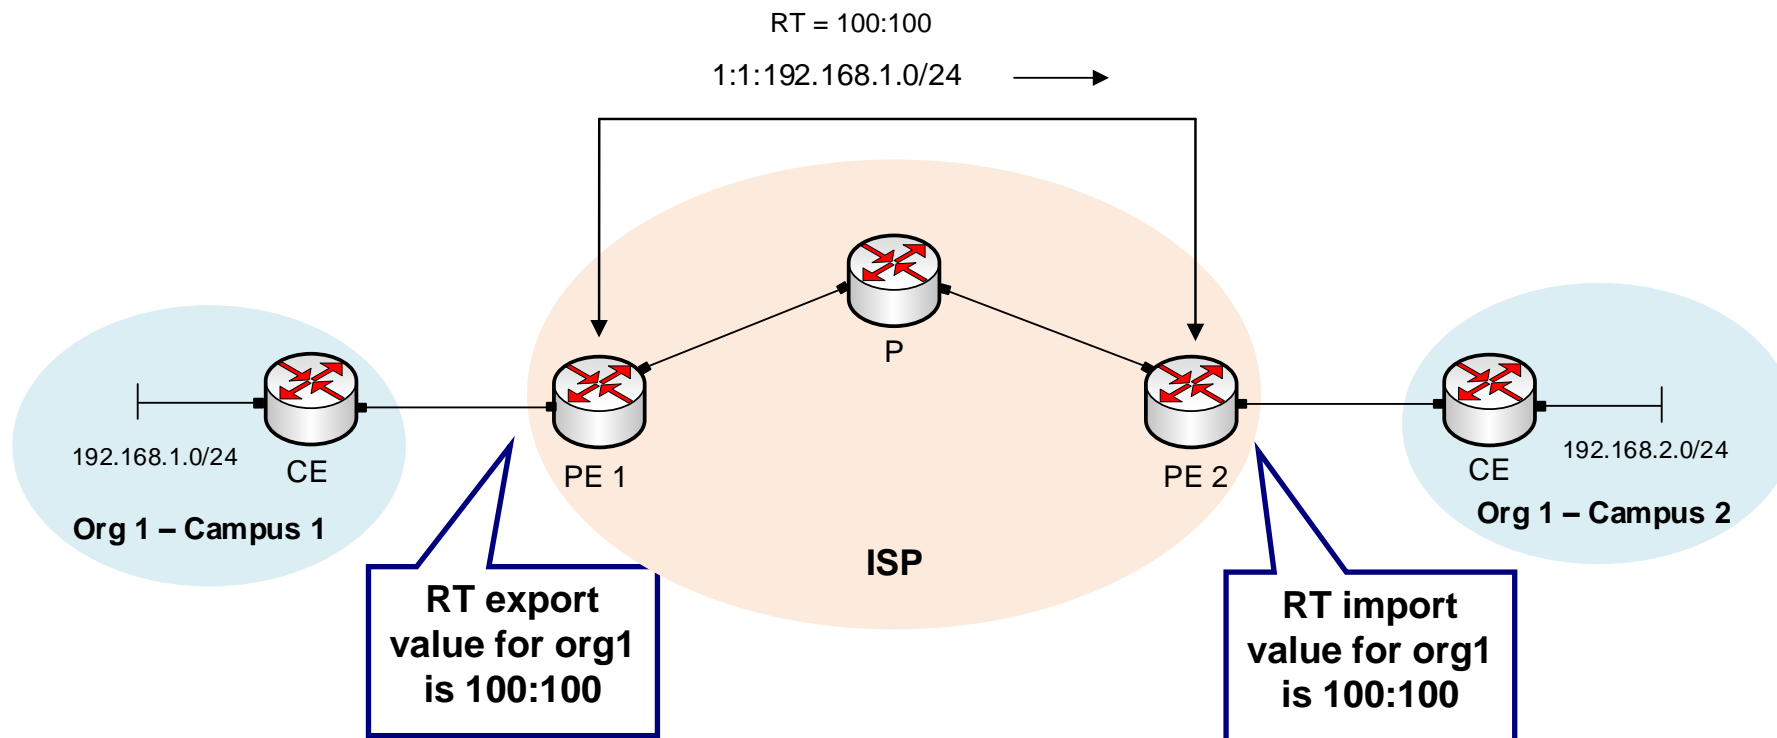 RT = 100:100
1:1:192.168.1.0/24
P
192.168.1.0/24
CE
PE 1
PE 2
CE
192.168.2.0/24
Org 1 – Campus 1
Org 1 – Campus 2
ISP
RT export
value for org1
is 100:100
RT import
value for org1
is 100:100